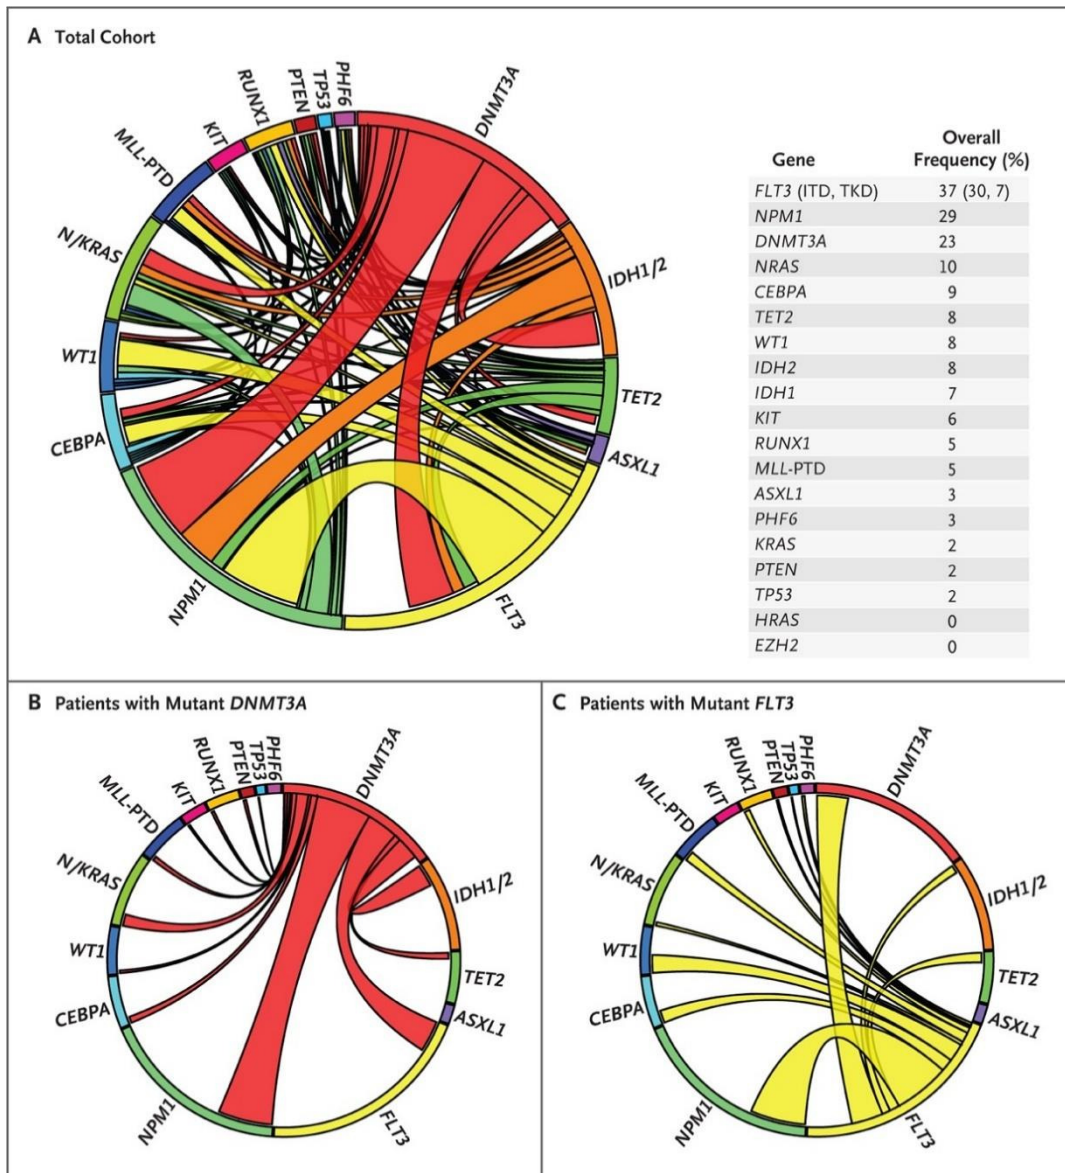 A Total Cohort
PHF6
TP53
PTEN
RUNX1
KIT
MLL-PTD
N/KRAS
WT1
CEBPA
NPM1
FLT3
ASXL1
TET2
IDH1/2
DNMT3A
Gene Overall Frequency (%)
FLT3 (ITD, TKD) 37 (30, 7)
NPM1 29
DNMT3A 23
NRAS 10
CEBPA 9
TET2 8
WT1 8
IDH2 8
IDH1 7
KIT 6
RUNX1 5
MLL-PTD 5
ASXL1 3
PHF6 3
KRAS 2
PTEN 2
TP53 2
HRAS 0
EZH2 0
B Patients with Mutant DNMT3A
PHF6
TP53
PTEN
RUNX1
KIT
MLL-PTD
N/KRAS
WT1
CEBPA
NPM1
FLT3
ASXL1
TET2
IDH1/2
DNMT3A
C Patients with Mutant FLT3
PHF6
TP53
PTEN
RUNX1
KIT
MLL-PTD
N/KRAS
WT1
CEBPA
NPM1
FLT3
ASXL1
TET2
IDH1/2
DNMT3A